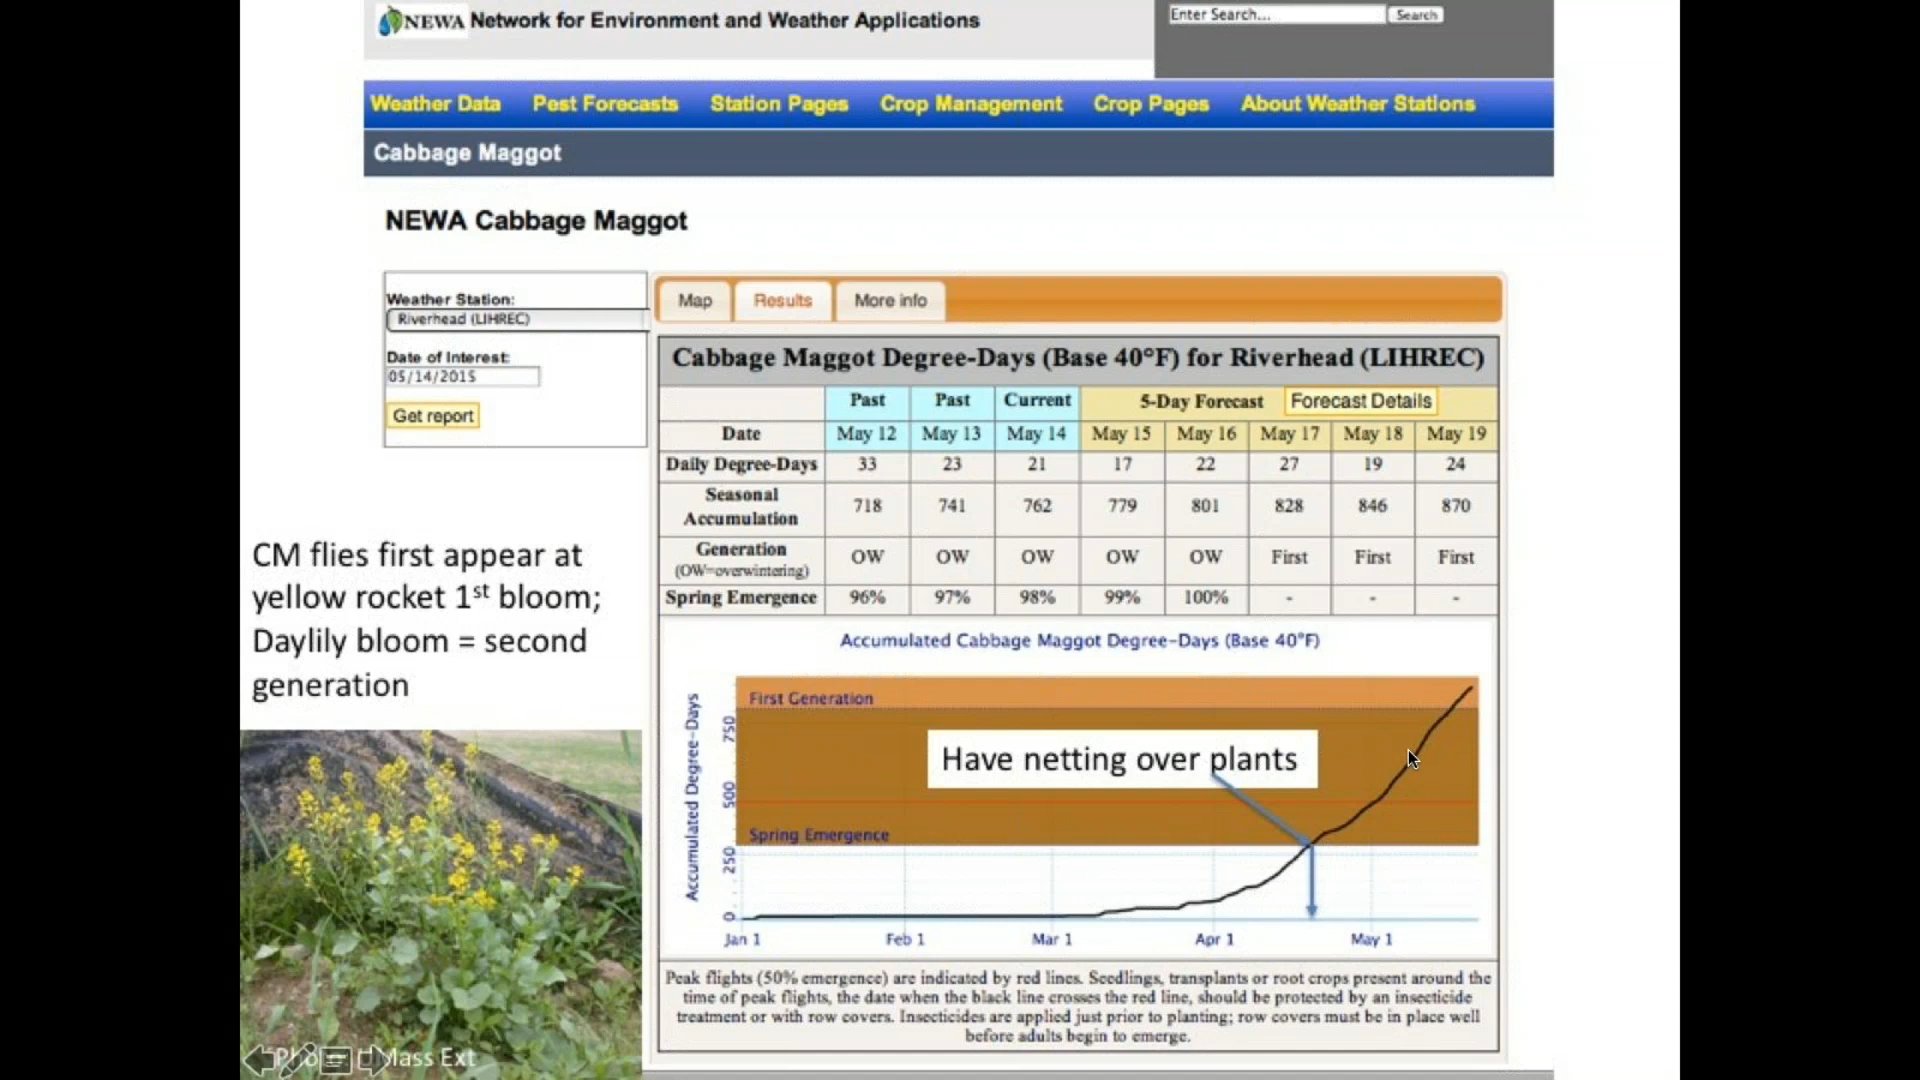 NEWA Network for Environment and Weather Applications
Enter Search...
Search
Weather Data Pest Forecasts Station Pages Crop Management Crop Pages About Weather Stations
Cabbage Maggot
NEWA Cabbage Maggot
Weather Station:
Riverhead (LIHREC)
Date of Interest:
05/14/2015
Get report
Map Results More info
Cabbage Maggot Degree-Days (Base 40°F) for Riverhead (LIHREC)
Past Past Current 5-Day Forecast Forecast Details
Date May 12 May 13 May 14 May 15 May 16 May 17 May 18 May 19
Daily Degree-Days 33 23 21 17 22 27 19 24
Seasonal
Accumulation 718 741 762 779 801 828 846 870
Generation
(OW=overwintering) OW OW OW OW OW First First First
Spring Emergence 96% 97% 98% 99% 100% - - -
CM flies first appear at
yellow rocket 1st bloom;
Daylily bloom = second
generation
Accumulated Cabbage Maggot Degree-Days (Base 40°F)
Accumulated Degree-Days
750
500
250
0
First Generation
Have netting over plants
Spring Emergence
Jan 1 Feb 1 Mar 1 Apr 1 May 1
Peak flights (50% emergence) are indicated by red lines. Seedlings, transplants or root crops present around the
time of peak flights, the date when the black line crosses the red line, should be protected by an insecticide
treatment or with row covers. Insecticides are applied just prior to planting; row covers must be in place well
before adults begin to emerge.
Mass Ext